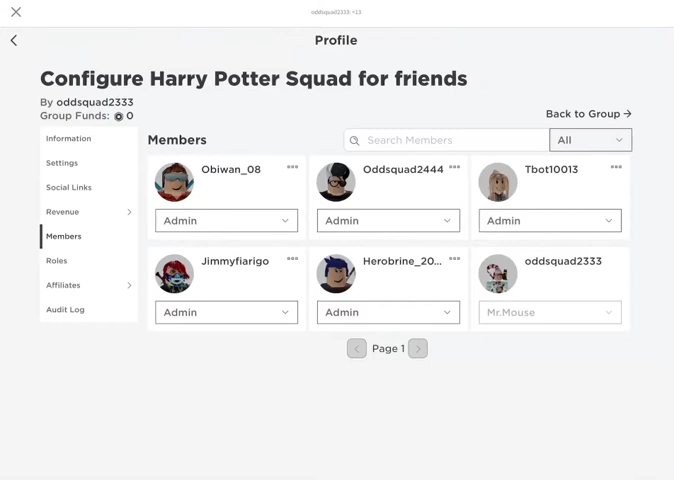 oddsquad2333: <13
Profile
Configure Harry Potter Squad for friends
By oddsquad2333
Group Funds: 0
Back to Group
Information
Settings
Social Links
Revenue
Members
Roles
Affiliates
Audit Log
Members
Search Members
All
Obiwan_08
Admin
Oddsquad2444
Admin
Tbot10013
Admin
Jimmyfiarigo
Admin
Herobrine_20...
Admin
oddsquad2333
Mr.Mouse
Page 1